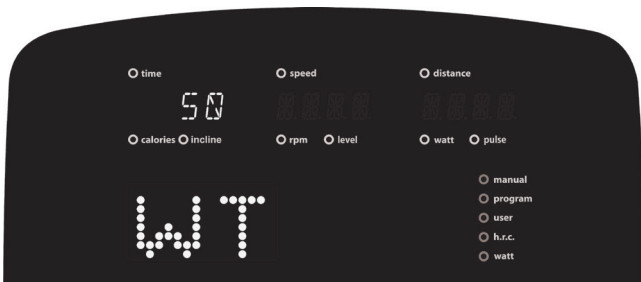 time speed distance
50
calories incline rpm level watt pulse
manual
program
user
h.r.c.
watt
WT